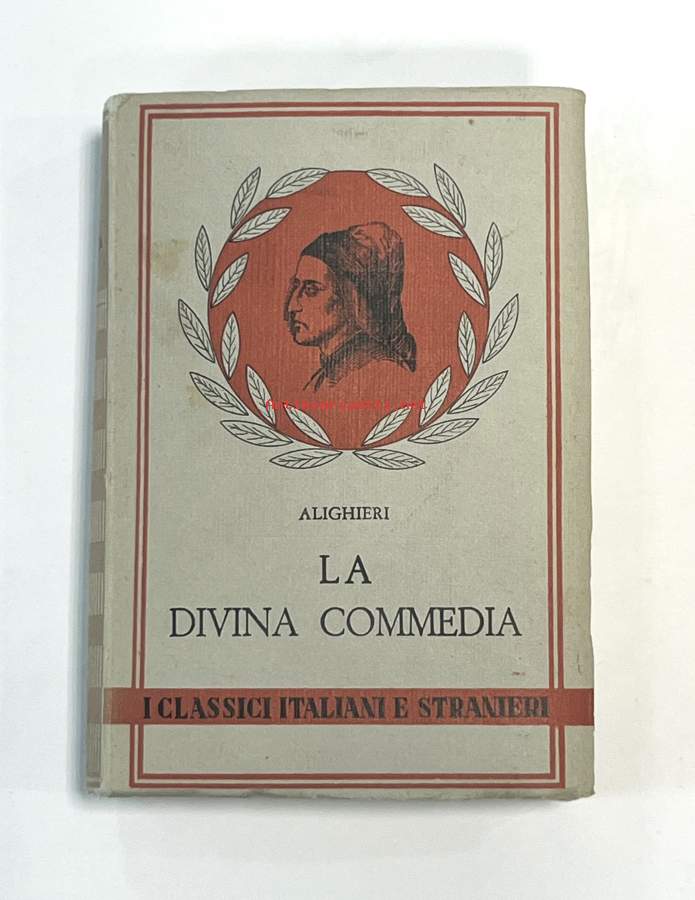 ALIGHIERI
LA
DIVINA COMMEDIA
I CLASSICI ITALIANI E STRANIERI